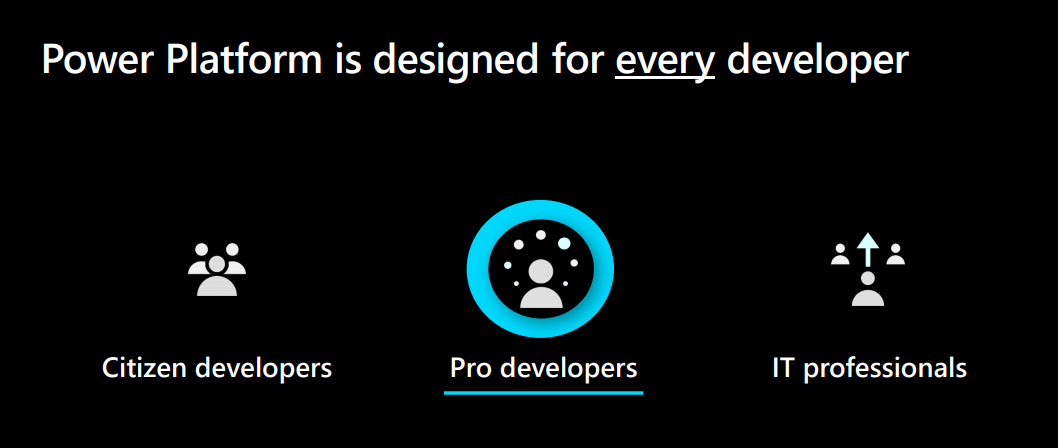 Power Platform is designed for every developer
Citizen developers
Pro developers
IT professionals